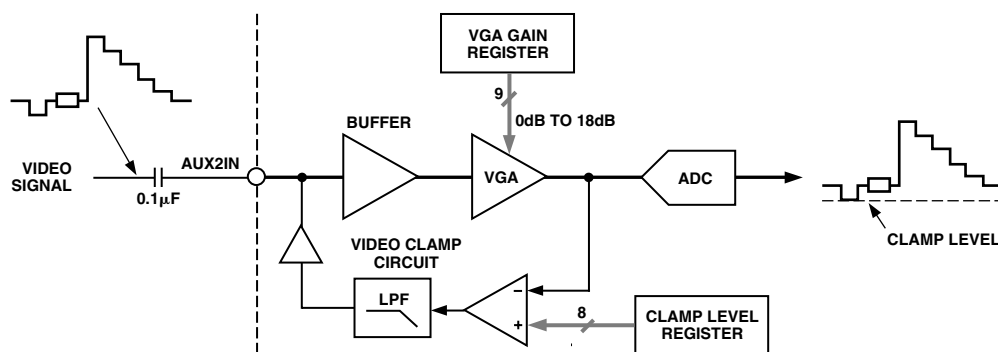 VGA GAIN
REGISTER
9
0dB TO 18dB
BUFFER
VIDEO
SIGNAL
AUX2IN
0.1µF
VGA
ADC
CLAMP LEVEL
VIDEO CLAMP
CIRCUIT
LPF
–
+
8
CLAMP LEVEL
REGISTER